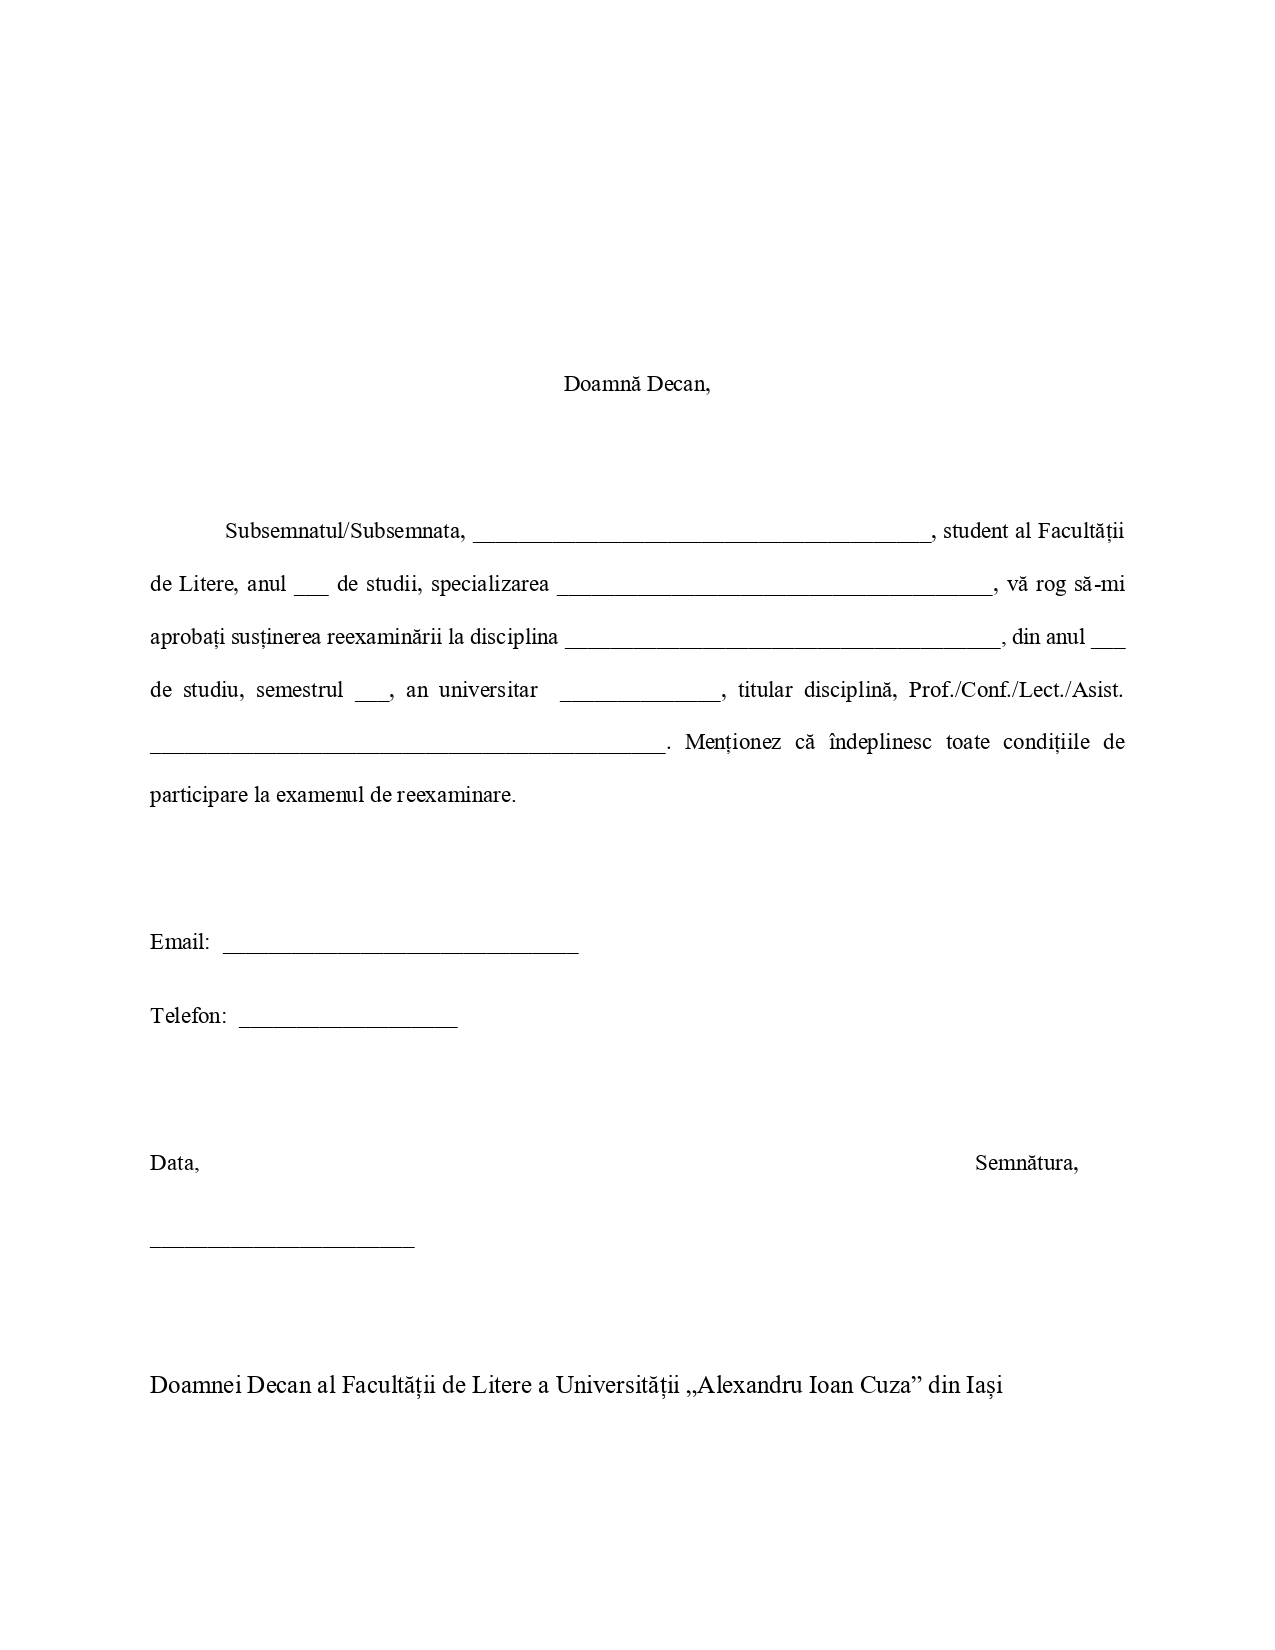 Doamnă Decan,
Subsemnatul/Subsemnata, ________________________________________, student al Facultății
de Litere, anul ___ de studii, specializarea ______________________________________, vă rog să-mi
aprobați susținerea reexaminării la disciplina ______________________________________, din anul ___
de studiu, semestrul ___, an universitar ______________, titular disciplină, Prof./Conf./Lect./Asist.
_____________________________________________. Menționez că îndeplinesc toate condițiile de
participare la examenul de reexaminare.
Email: _______________________________
Telefon: ___________________
Data, Semnătura,
_______________________
Doamnei Decan al Facultății de Litere a Universității „Alexandru Ioan Cuza” din Iași